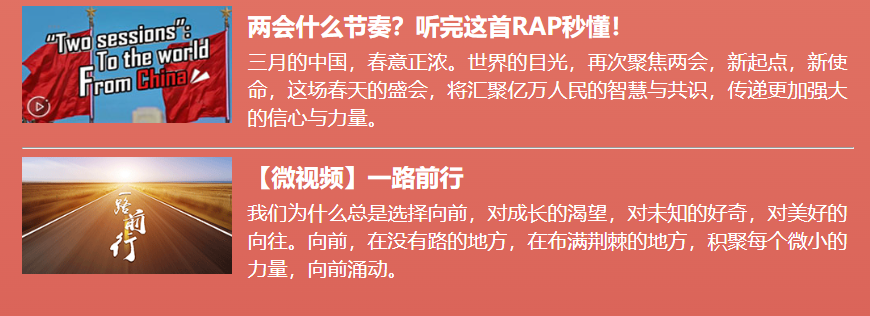 "Two sessions":
To the world
From China
两会什么节奏？听完这首RAP秒懂！
三月的中国，春意正浓。世界的目光，再次聚焦两会，新起点，新使
命，这场春天的盛会，将汇聚亿万人民的智慧与共识，传递更加强大
的信心与力量。
一路
前行
【微视频】一路前行
我们为什么总是选择向前，对成长的渴望，对未知的好奇，对美好的
向往。向前，在没有路的地方，在布满荆棘的地方，积聚每个微小的
力量，向前涌动。